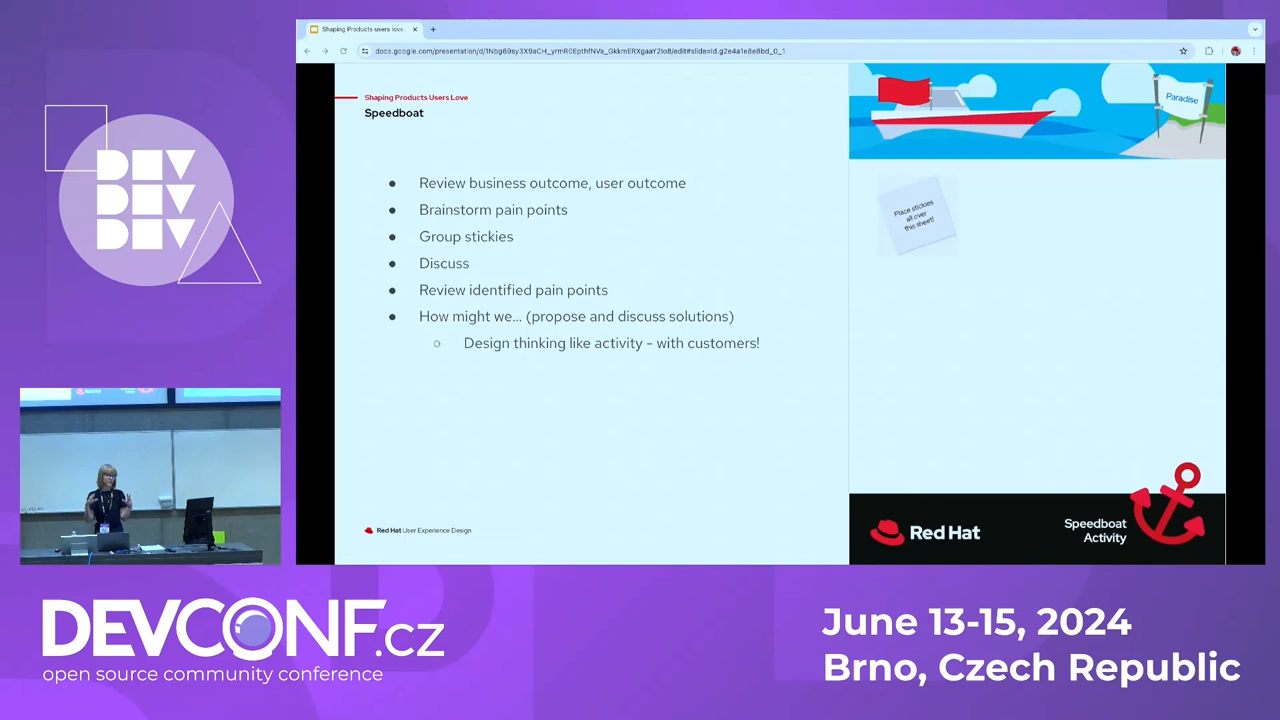 Shaping Products users love
docs.google.com/presentation/d/1Nbg69sy3X9aCH_yrmR0EpthfNVs_GkkmERXgaaY2Io8/edit#slide=id.g2e4a1e8e8bd_0_1
DEV
DEV
DEV
Shaping Products Users Love
Speedboat
Paradise
Review business outcome, user outcome
Brainstorm pain points
Group stickies
Discuss
Review identified pain points
How might we... (propose and discuss solutions)
Design thinking like activity - with customers!
Place stickies
all over
this sheet!
Red Hat User Experience Design
Red Hat
Speedboat
Activity
DEVCONF.cz
open source community conference
June 13-15, 2024
Brno, Czech Republic